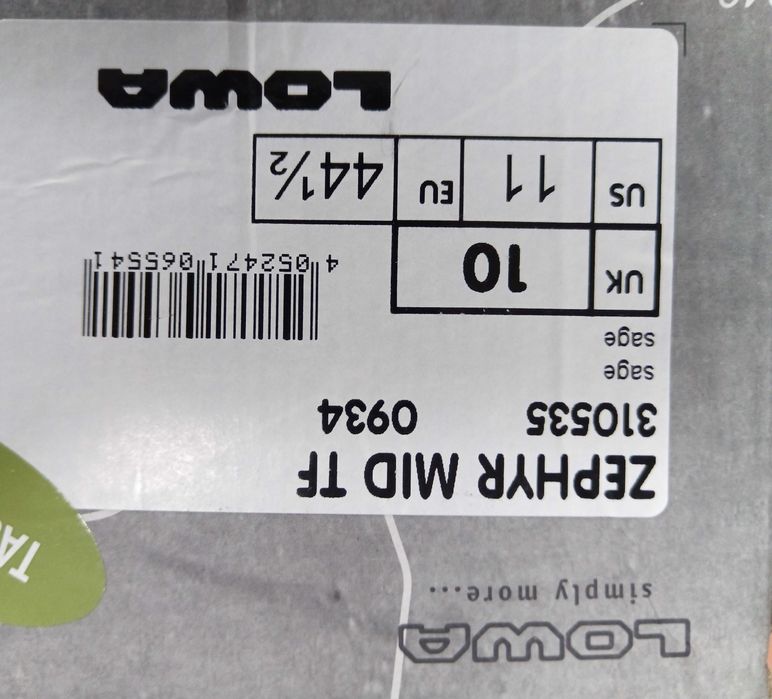 LOWA
simply more...
ZEPHYR MID TF
310535 0934
sage
sage
UK 10
US 11 EU 44½
4 052471 065541
LOWA